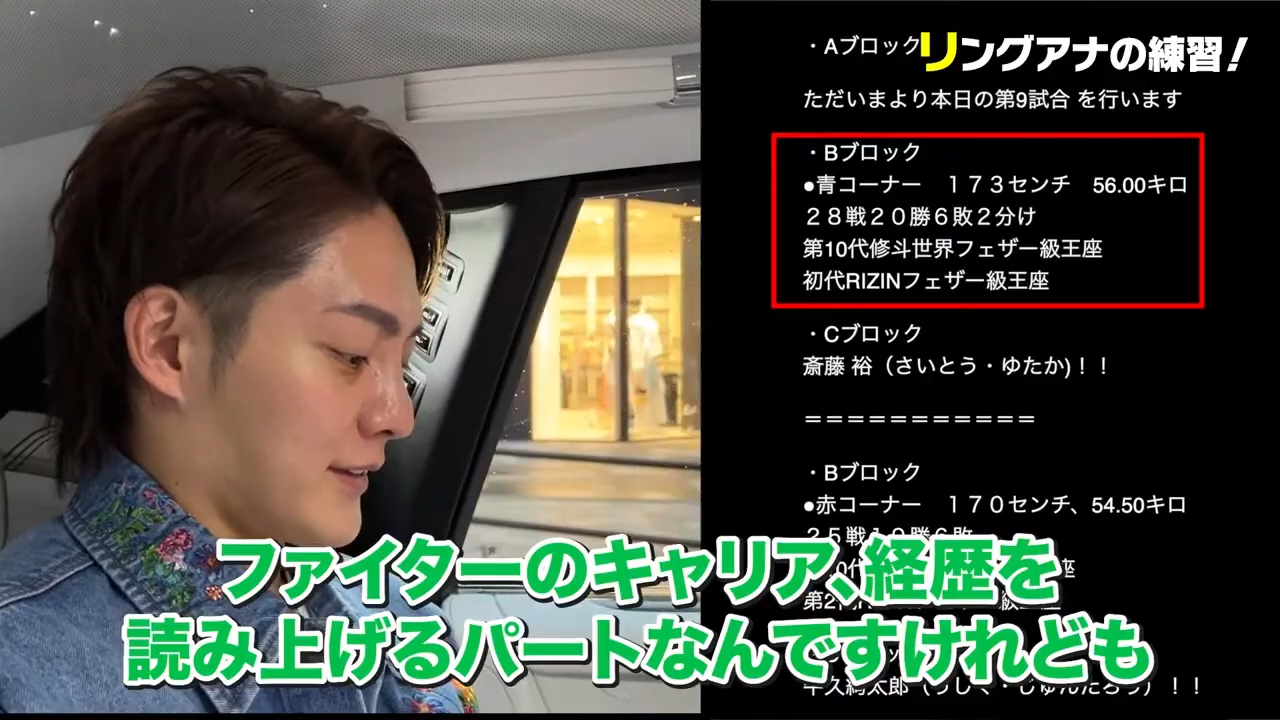 ・Aブロック
リングアナの練習!
ただいまより本日の第9試合 を行います
・Bブロック
●青コーナー　１７３センチ　56.00キロ
２８戦２０勝６敗２分け
第10代修斗世界フェザー級王座
初代RIZINフェザー級王座
・Cブロック
斎藤 裕（さいとう・ゆたか)！！
＝＝＝＝＝＝＝＝＝＝＝
・Bブロック
●赤コーナー　１７０センチ、54.50キロ
２５戦１９勝６敗
ファイターのキャリア、経歴を
読み上げるパートなんですけれども